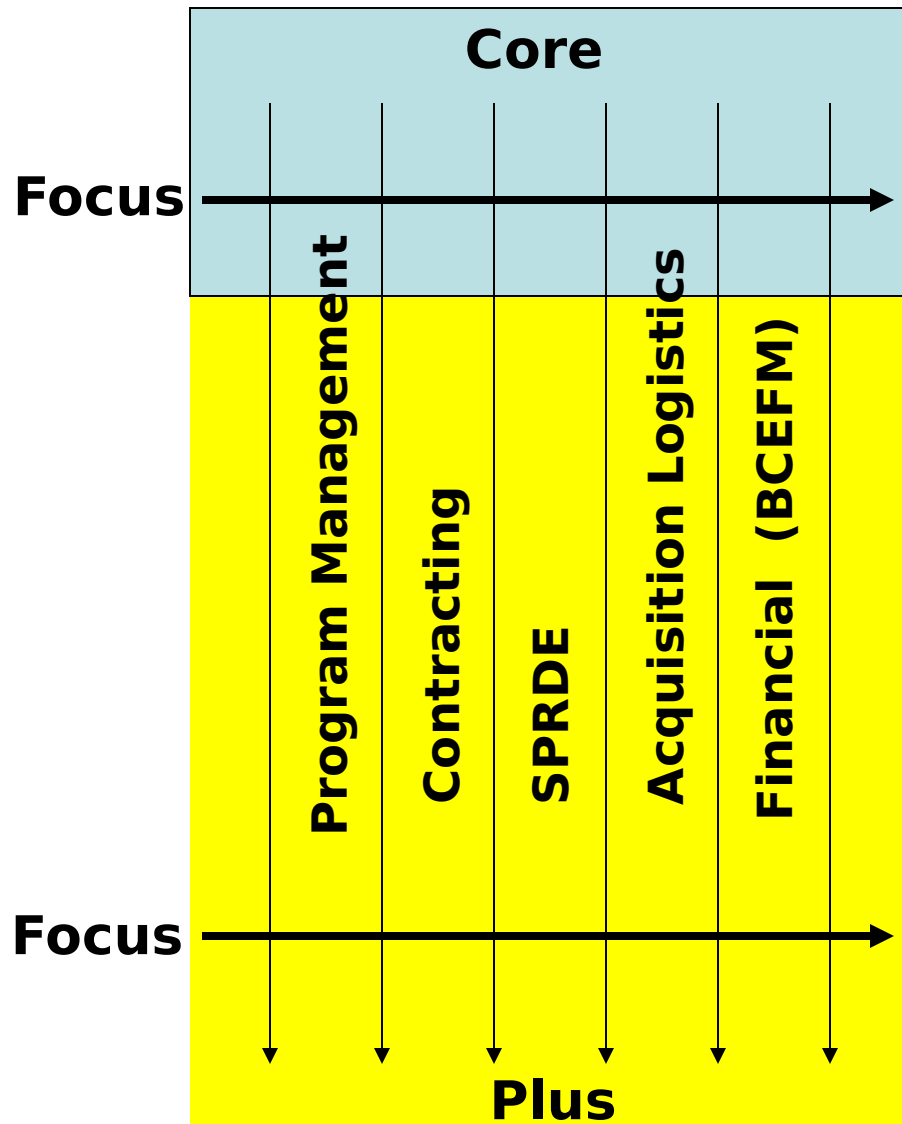 Core
Focus
Program Management
Contracting
SPRDE
Acquisition Logistics
Financial (BCEFM)
Focus
Plus